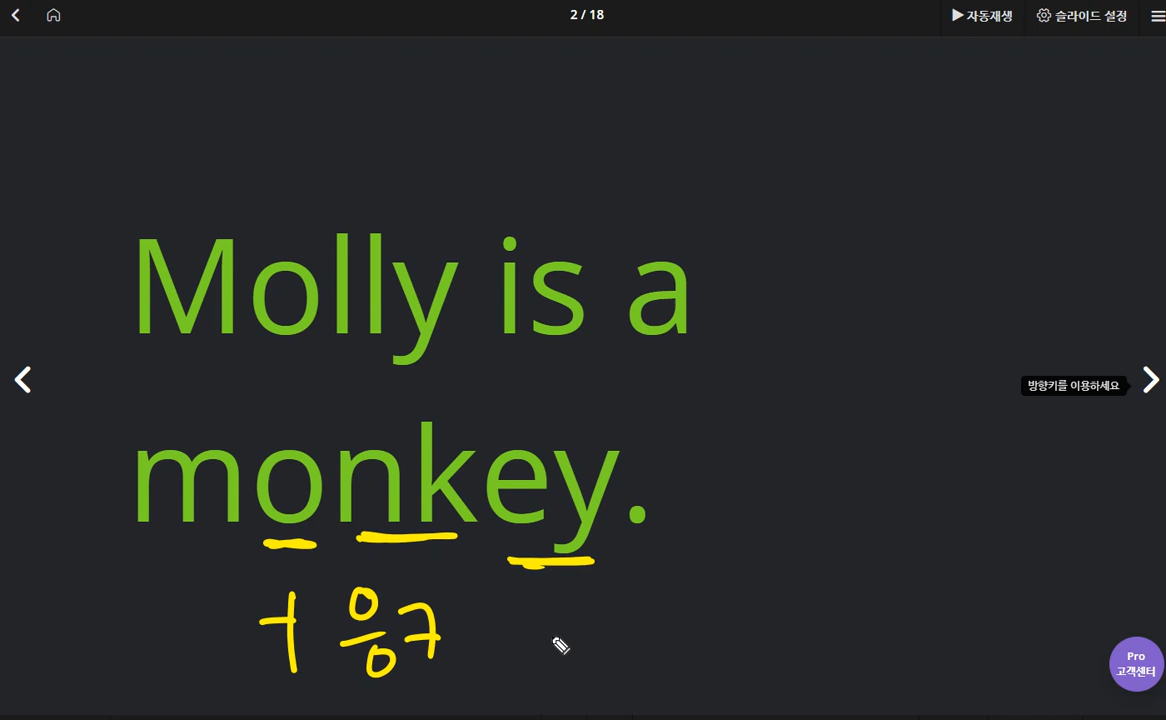 2 / 18
자동재생
슬라이드 설정
Molly is a
방향키를 이용하세요
monkey.
ㅓ 응ㅋ
Pro
고객센터